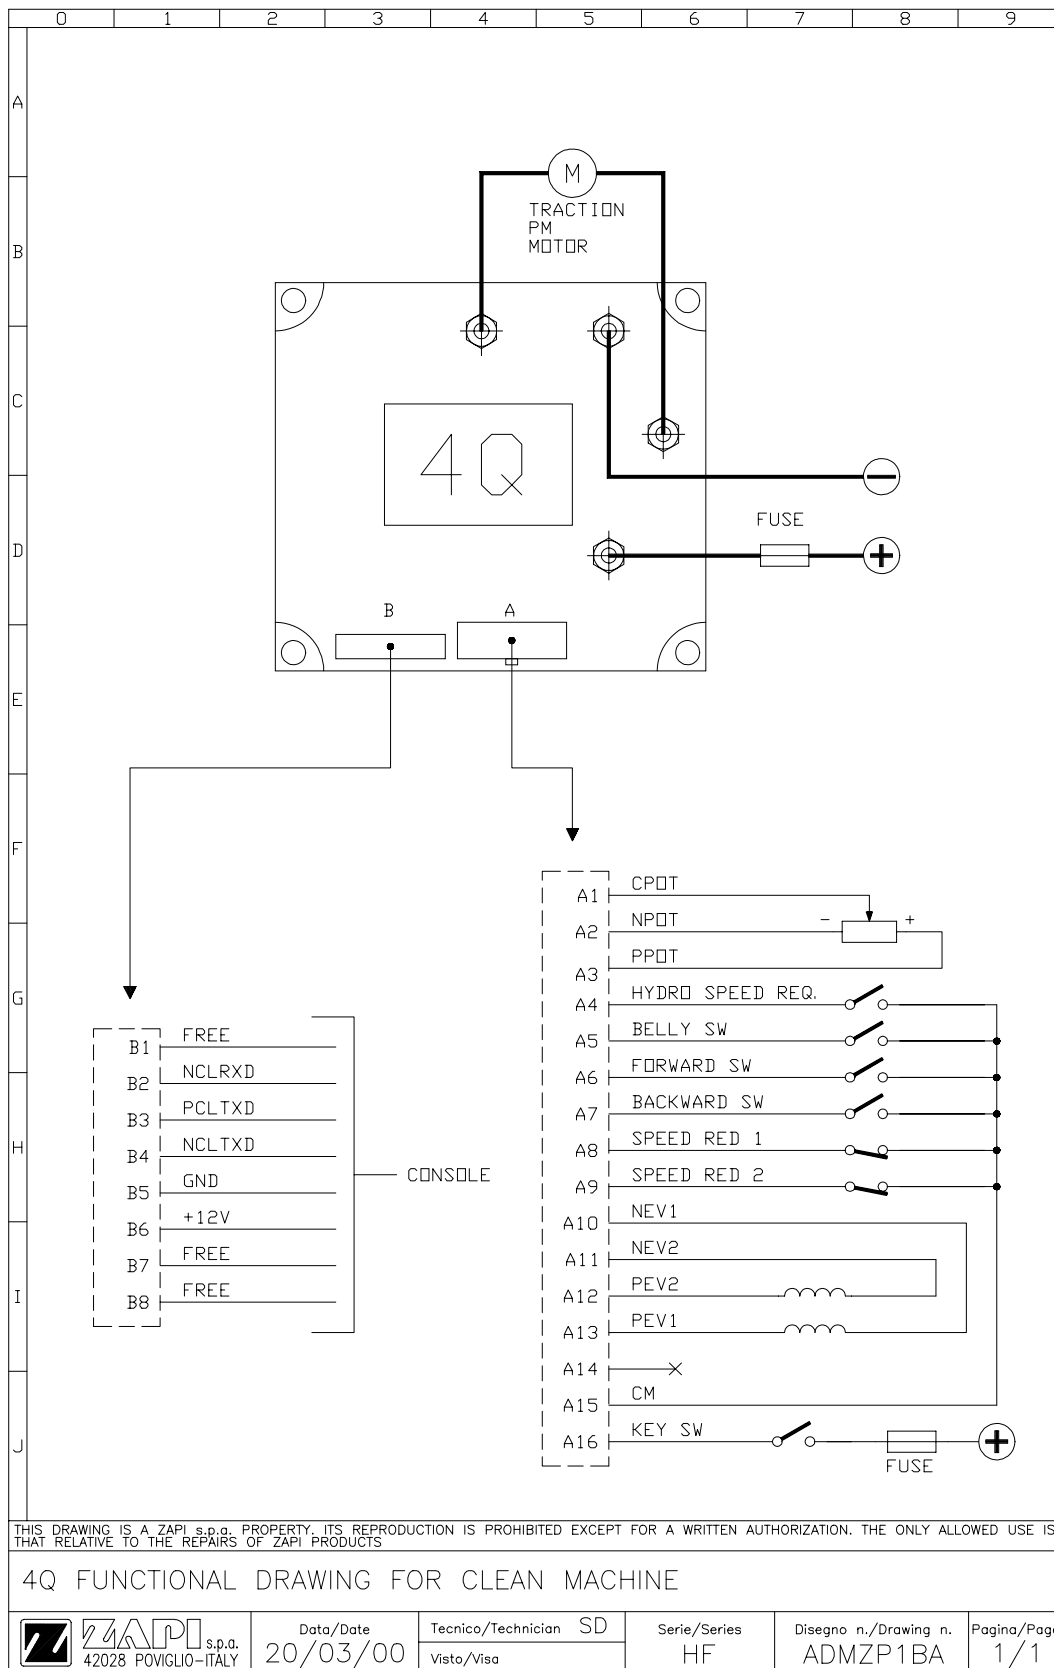 0 1 2 3 4 5 6 7 8 9
A
B
C
D
E
F
G
H
I
J
M
TRACTION
PM
MOTOR
4Q
FUSE
B A
A1 CPOT
A2 NPOT - +
A3 PPOT
A4 HYDRO SPEED REQ.
A5 BELLY SW
A6 FORWARD SW
A7 BACKWARD SW
A8 SPEED RED 1
A9 SPEED RED 2
A10 NEV1
A11 NEV2
A12 PEV2
A13 PEV1
A14
A15 CM
A16 KEY SW
FUSE
B1 FREE
B2 NCLRXD
B3 PCLTXD
B4 NCLTXD
B5 GND
B6 +12V
B7 FREE
B8 FREE
CONSOLE
THIS DRAWING IS A ZAPI s.p.a. PROPERTY. ITS REPRODUCTION IS PROHIBITED EXCEPT FOR A WRITTEN AUTHORIZATION. THE ONLY ALLOWED USE IS
THAT RELATIVE TO THE REPAIRS OF ZAPI PRODUCTS
4Q FUNCTIONAL DRAWING FOR CLEAN MACHINE
ZAPI s.p.a.
42028 POVIGLIO-ITALY
Data/Date
20/03/00
Tecnico/Technician SD
Visto/Visa
Serie/Series
HF
Disegno n./Drawing n.
ADMZP1BA
Pagina/Page
1/1